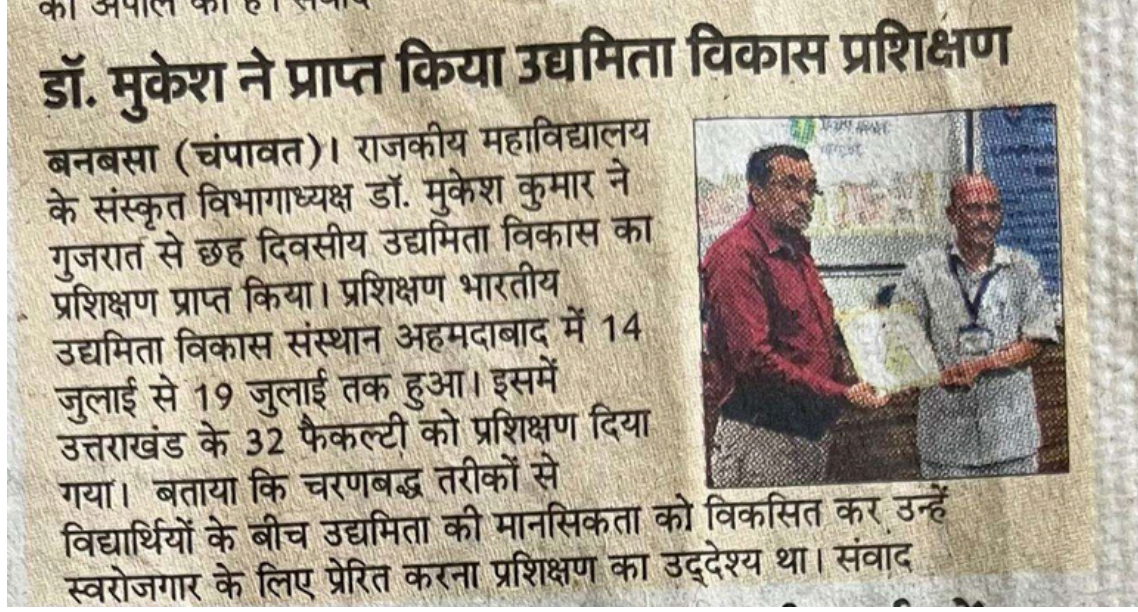 की अपील की है। संवाद
डॉ. मुकेश ने प्राप्त किया उद्यमिता विकास प्रशिक्षण
बनबसा (चंपावत)। राजकीय महाविद्यालय
के संस्कृत विभागाध्यक्ष डॉ. मुकेश कुमार ने
गुजरात से छह दिवसीय उद्यमिता विकास का
प्रशिक्षण प्राप्त किया। प्रशिक्षण भारतीय
उद्यमिता विकास संस्थान अहमदाबाद में 14
जुलाई से 19 जुलाई तक हुआ। इसमें
उत्तराखंड के 32 फैकल्टी को प्रशिक्षण दिया
गया। बताया कि चरणबद्ध तरीकों से
विद्यार्थियों के बीच उद्यमिता की मानसिकता को विकसित कर उन्हें
स्वरोजगार के लिए प्रेरित करना प्रशिक्षण का उद्‌देश्य था। संवाद